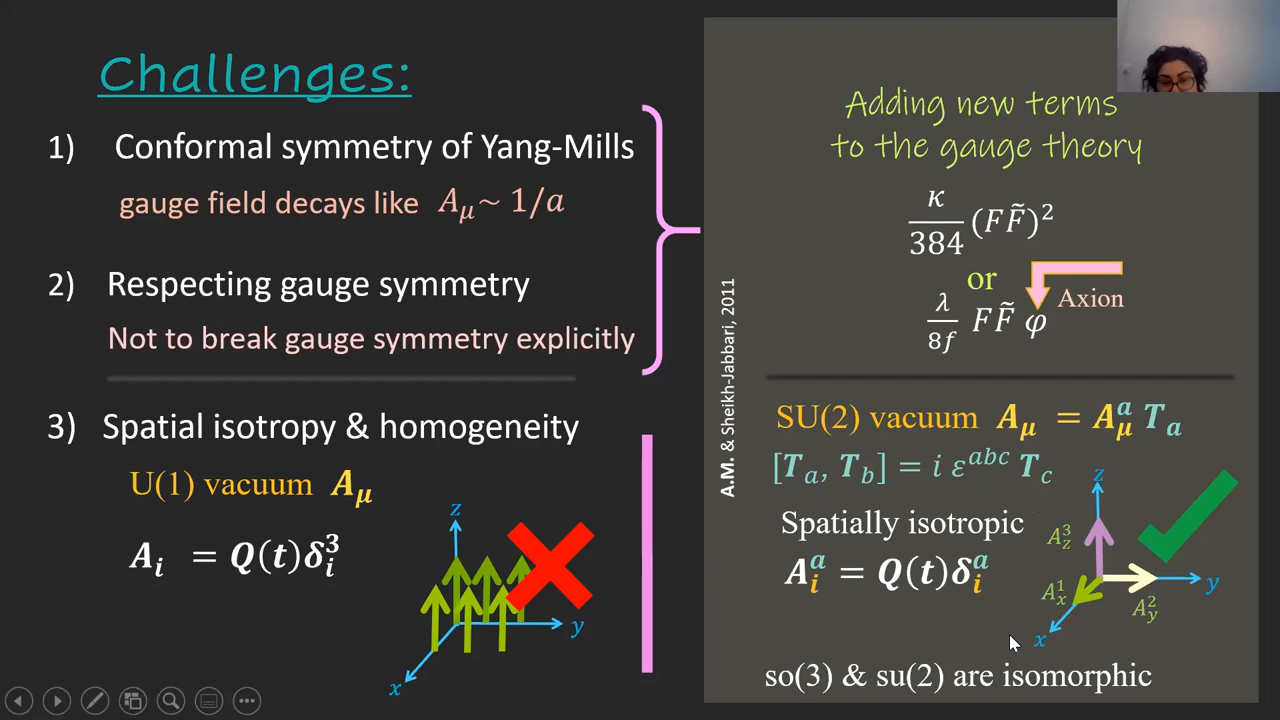 Challenges:
1) Conformal symmetry of Yang-Mills
gauge field decays like A_μ ~ 1/a
2) Respecting gauge symmetry
Not to break gauge symmetry explicitly
3) Spatial isotropy & homogeneity
U(1) vacuum A_μ
A_i = Q(t)δ_i^3
z
y
x
A.M. & Sheikh-Jabbari, 2011
Adding new terms
to the gauge theory
κ/384 (FF̃)²
or
Axion
λ/8f FF̃ φ
SU(2) vacuum A_μ = A_μ^a T_a
[T_a, T_b] = i ε^{abc} T_c
Spatially isotropic
A_i^a = Q(t)δ_i^a
z
A_z^3
y
A_x^1
A_y^2
x
so(3) & su(2) are isomorphic